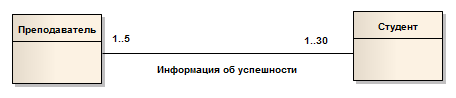 Преподаватель
1..5
1..30
Студент
Информация об успешности